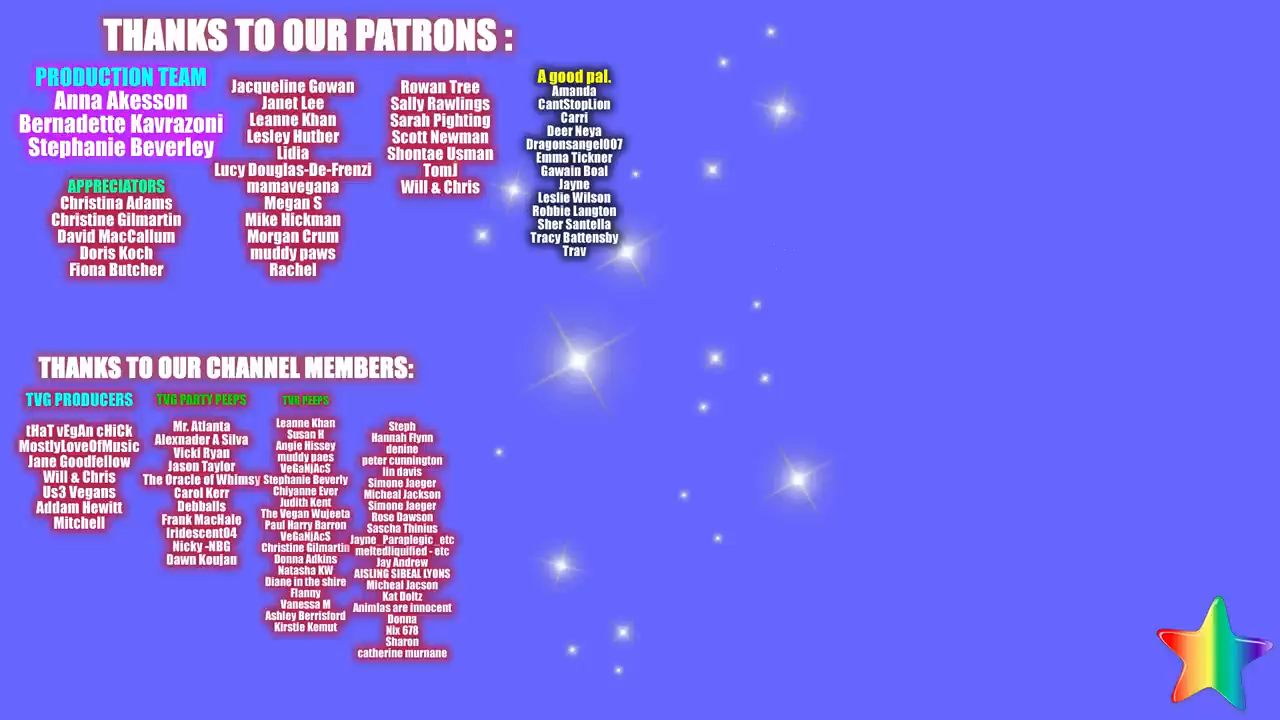 THANKS TO OUR PATRONS :
PRODUCTION TEAM
Anna Akesson
Bernadette Kavrazoni
Stephanie Beverley
APPRECIATORS
Christina Adams
Christine Gilmartin
David MacCallum
Doris Koch
Fiona Butcher
Jacqueline Gowan
Janet Lee
Leanne Khan
Lesley Hutber
Lidia
Lucy Douglas-De-Frenzi
mamavegana
Megan S
Mike Hickman
Morgan Crum
muddy paws
Rachel
Rowan Tree
Sally Rawlings
Sarah Pighting
Scott Newman
Shontae Usman
TomJ
Will & Chris
A good pal.
Amanda
CantStopLion
Carri
Deer Neya
Dragonsangel007
Emma Tickner
Gawain Boal
Jayne
Leslie Wilson
Robbie Langton
Sher Santella
Tracy Battensby
Trav
THANKS TO OUR CHANNEL MEMBERS:
TVG PRODUCERS
tHaT vEgAn cHiCk
MostlyLoveOfMusic
Jane Goodfellow
Will & Chris
Us3 Vegans
Addam Hewitt
Mitchell
TVG PARTY PEEPS
Mr. Atlanta
Alexnader A Silva
Vicki Ryan
Jason Taylor
The Oracle of Whimsy
Carol Kerr
Debballs
Frank MacHale
Iridescent04
Nicky -NBG
Dawn Koujan
TVR PEEPS
Leanne Khan
Susan H
Angie Hissey
muddy paes
VeGaNjAcS
Stephanie Beverly
Chiyanne Ever
Judith Kent
The Vegan Wujeeta
Paul Harry Barron
VeGaNjAcS
Christine Gilmartin
Donna Adkins
Natasha KW
Diane in the shire
Flanny
Vanessa M
Ashley Berrisford
Kirstie Kemut
Steph
Hannah Flynn
denine
peter cunnington
lin davis
Simone Jaeger
Micheal Jackson
Simone Jaeger
Rose Dawson
Sascha Thinius
Jayne_Paraplegic_etc
meltedliquified - etc
Jay Andrew
AISLING SIBEAL LYONS
Micheal Jacson
Kat Doltz
Animlas are innocent
Donna
Nix 678
Sharon
catherine murnane